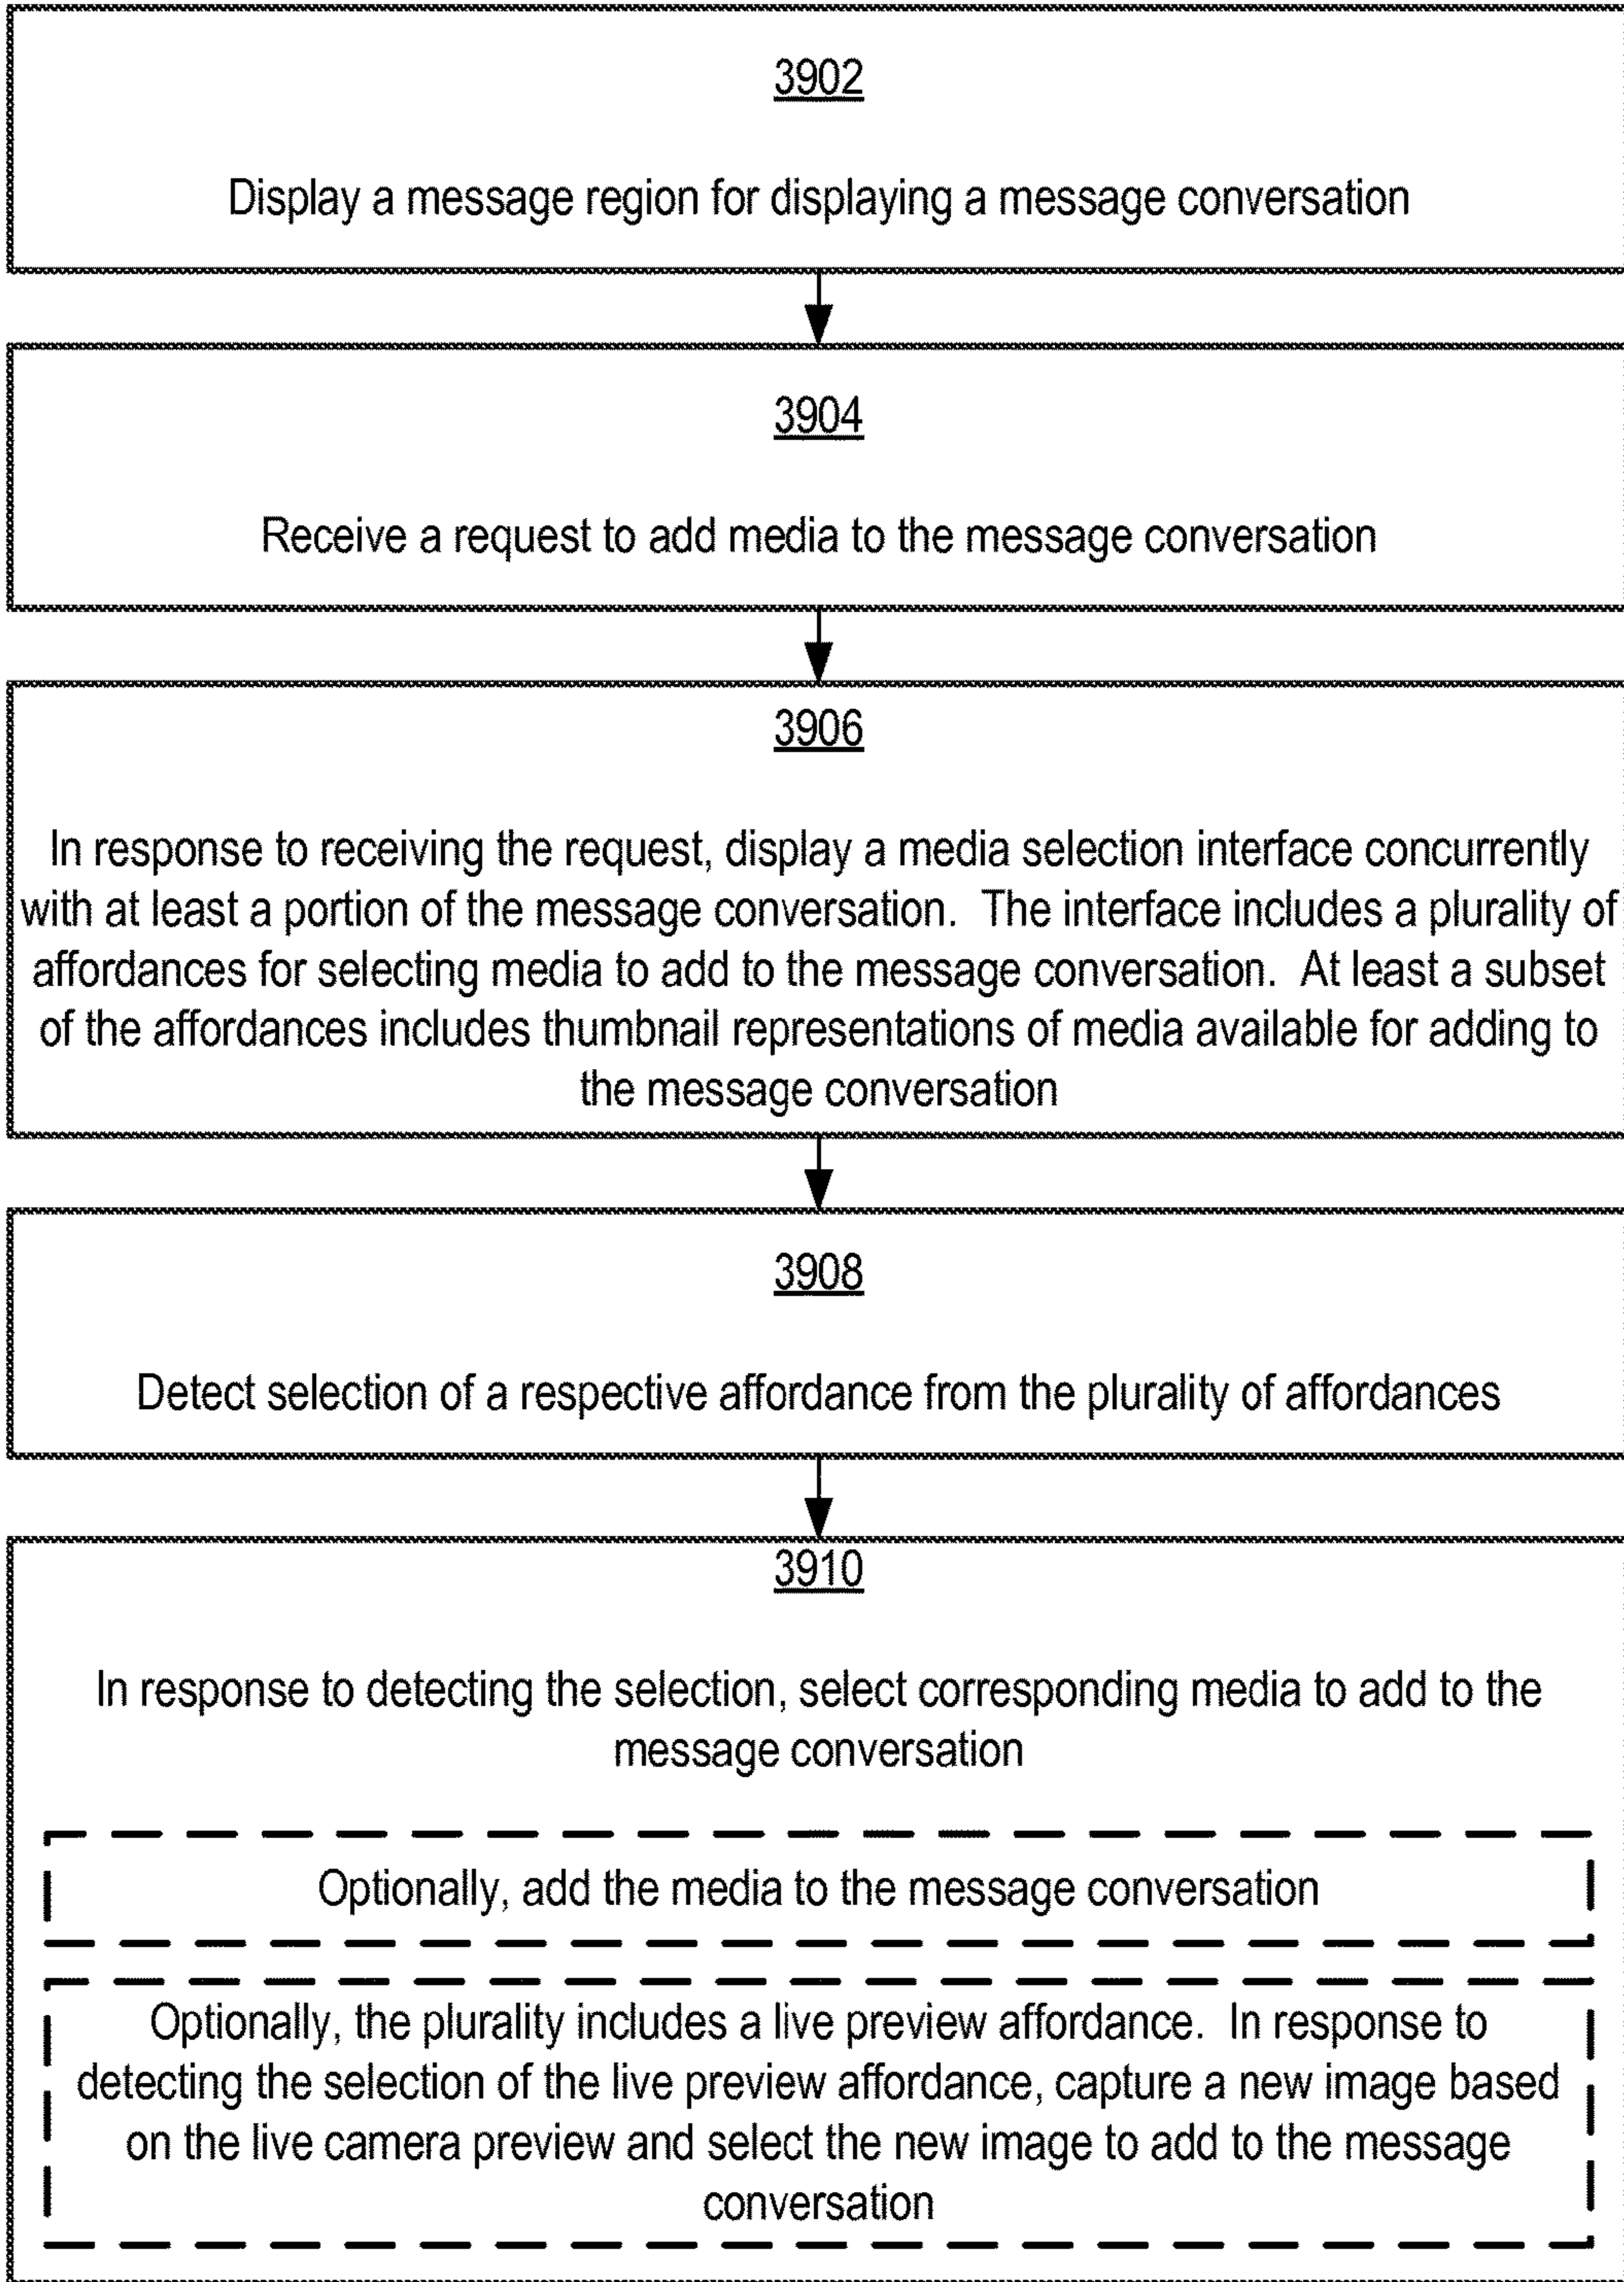 3902
Display a message region for displaying a message conversation
3904
Receive a request to add media to the message conversation
3906
In response to receiving the request, display a media selection interface concurrently
with at least a portion of the message conversation.  The interface includes a plurality of
affordances for selecting media to add to the message conversation.  At least a subset
of the affordances includes thumbnail representations of media available for adding to
the message conversation
3908
Detect selection of a respective affordance from the plurality of affordances
3910
In response to detecting the selection, select corresponding media to add to the
message conversation
Optionally, add the media to the message conversation
Optionally, the plurality includes a live preview affordance.  In response to
detecting the selection of the live preview affordance, capture a new image based
on the live camera preview and select the new image to add to the message
conversation